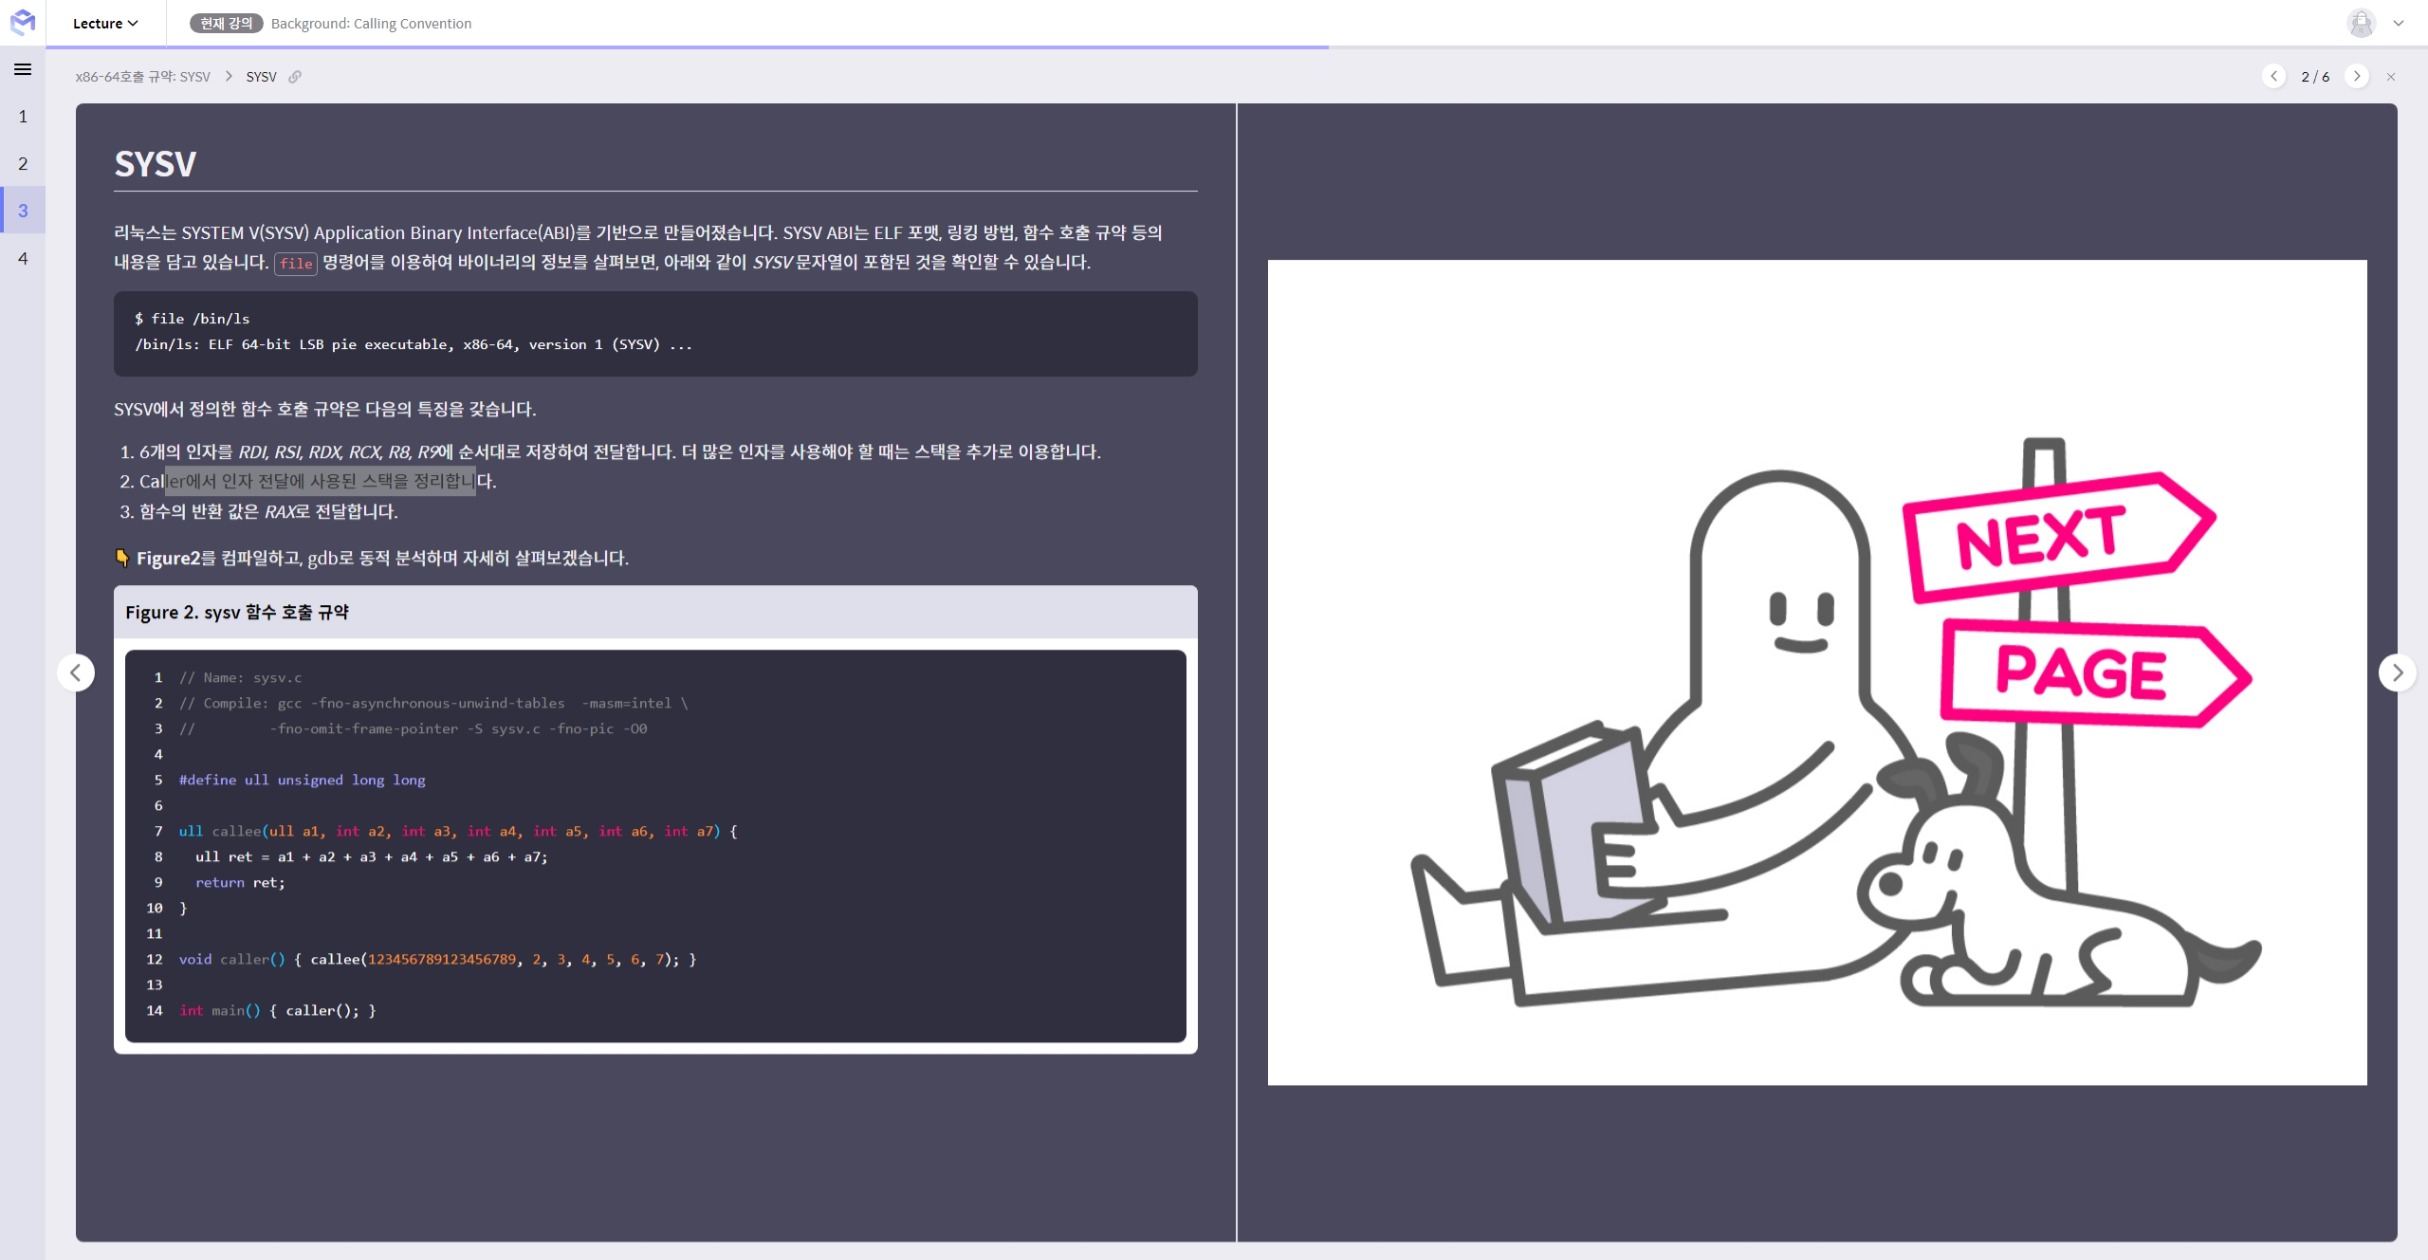 Lecture
현재 강의 Background: Calling Convention
x86-64호출 규약: SYSV > SYSV
2 / 6
1
2
3
4
SYSV
리눅스는 SYSTEM V(SYSV) Application Binary Interface(ABI)를 기반으로 만들어졌습니다. SYSV ABI는 ELF 포맷, 링킹 방법, 함수 호출 규약 등의
내용을 담고 있습니다. file 명령어를 이용하여 바이너리의 정보를 살펴보면, 아래와 같이 SYSV 문자열이 포함된 것을 확인할 수 있습니다.
$ file /bin/ls
/bin/ls: ELF 64-bit LSB pie executable, x86-64, version 1 (SYSV) ...
SYSV에서 정의한 함수 호출 규약은 다음의 특징을 갖습니다.
1. 6개의 인자를 RDI, RSI, RDX, RCX, R8, R9에 순서대로 저장하여 전달합니다. 더 많은 인자를 사용해야 할 때는 스택을 추가로 이용합니다.
2. Caller에서 인자 전달에 사용된 스택을 정리합니다.
3. 함수의 반환 값은 RAX로 전달합니다.
👇 Figure2를 컴파일하고, gdb로 동적 분석하며 자세히 살펴보겠습니다.
Figure 2. sysv 함수 호출 규약
1 // Name: sysv.c
2 // Compile: gcc -fno-asynchronous-unwind-tables  -masm=intel \
3 //         -fno-omit-frame-pointer -S sysv.c -fno-pic -O0
4
5 #define ull unsigned long long
6
7 ull callee(ull a1, int a2, int a3, int a4, int a5, int a6, int a7) {
8   ull ret = a1 + a2 + a3 + a4 + a5 + a6 + a7;
9   return ret;
10 }
11
12 void caller() { callee(123456789123456789, 2, 3, 4, 5, 6, 7); }
13
14 int main() { caller(); }
NEXT
PAGE